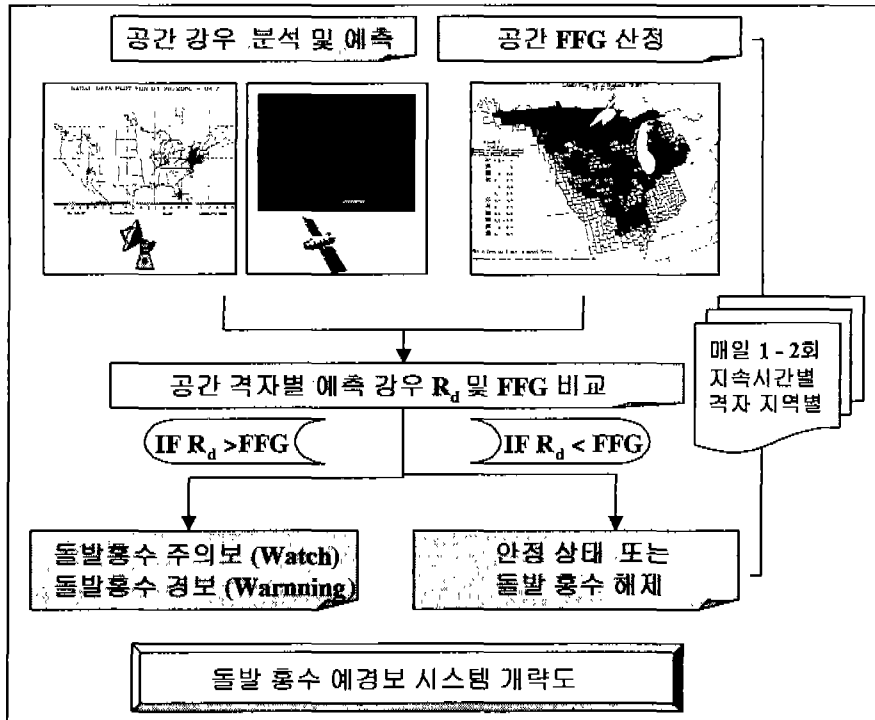 공간 강우 분석 및 예측
공간 FFG 산정
공간 격자별 예측 강우 R_d 및 FFG 비교
매일 1 - 2회
지속시간별
격자 지역별
IF R_d >FFG
IF R_d < FFG
돌발홍수 주의보 (Watch)
돌발홍수 경보 (Warnning)
안정 상태 또는
돌발 홍수 해제
돌발 홍수 예경보 시스템 개략도